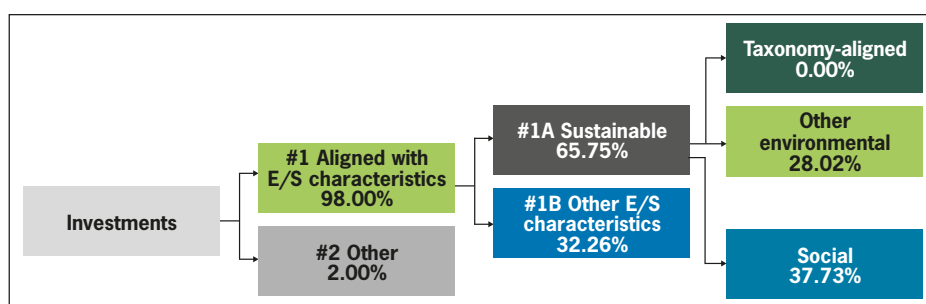 Investments
#1 Aligned with
E/S characteristics
98.00%
#2 Other
2.00%
#1A Sustainable
65.75%
#1B Other E/S
characteristics
32.26%
Taxonomy-aligned
0.00%
Other
environmental
28.02%
Social
37.73%